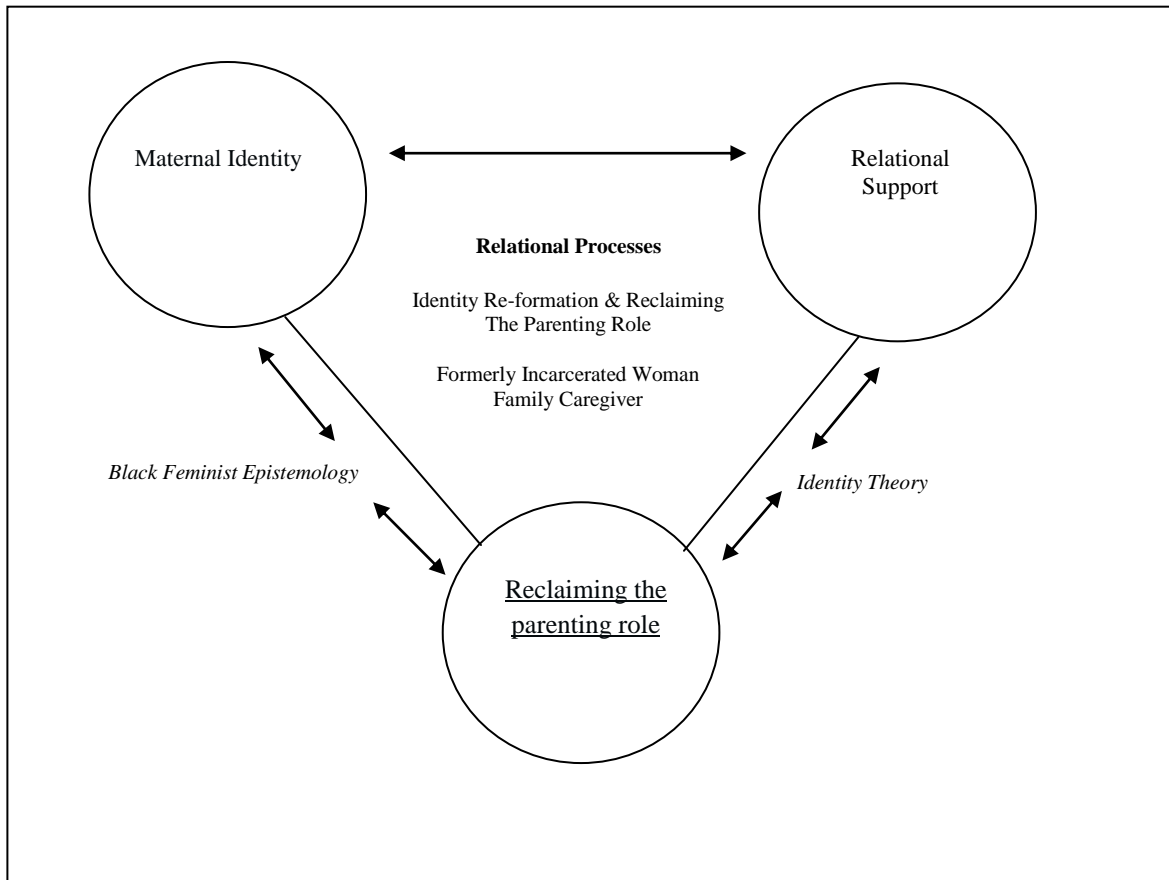 Maternal Identity
Relational
Support
Relational Processes
Identity Re-formation & Reclaiming
The Parenting Role
Formerly Incarcerated Woman
Family Caregiver
Black Feminist Epistemology
Identity Theory
Reclaiming the
parenting role